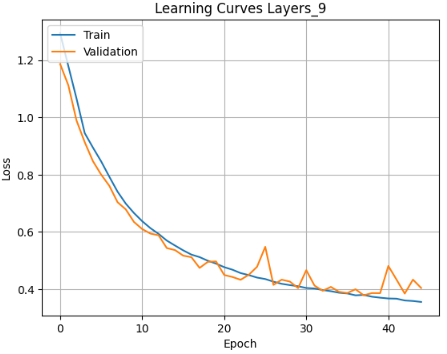 Learning Curves Layers_9
Train
Validation
1.2
1.0
0.8
0.6
0.4
Loss
0 10 20 30 40
Epoch